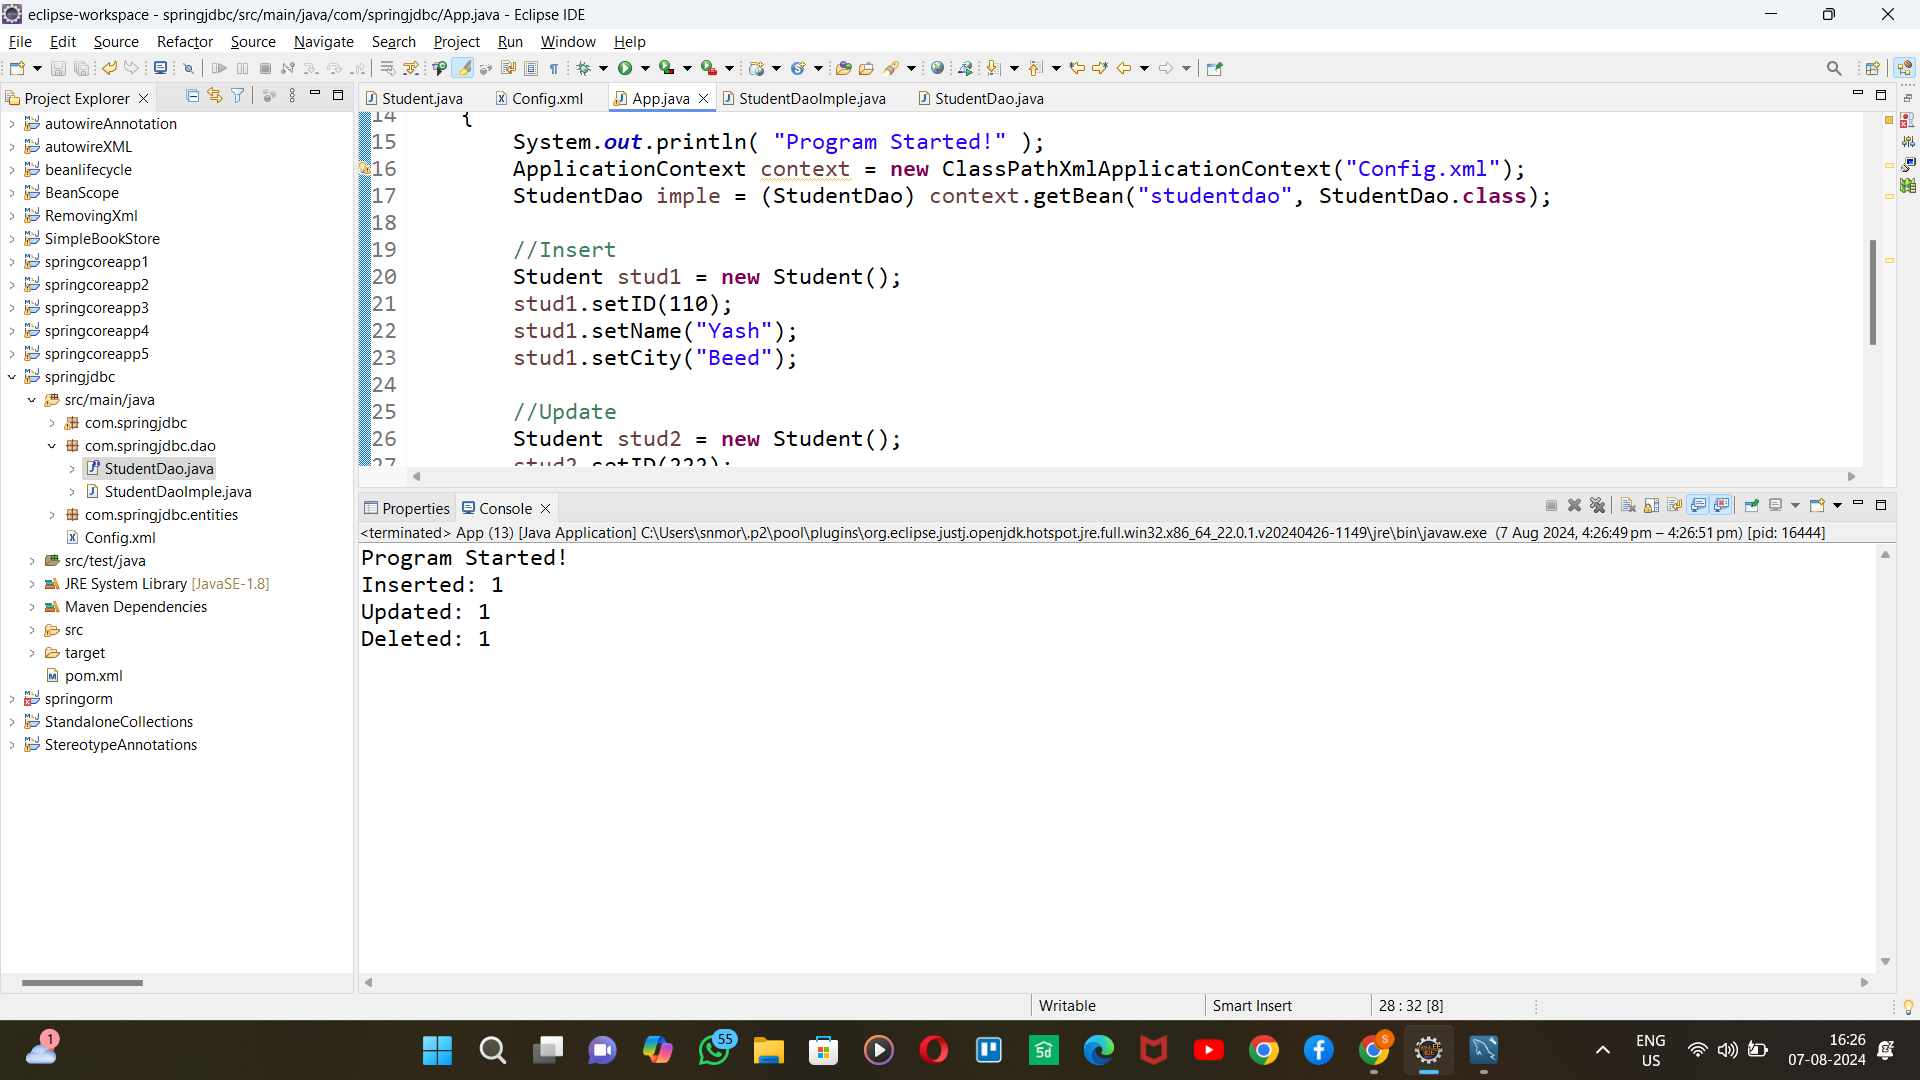 eclipse-workspace - springjdbc/src/main/java/com/springjdbc/App.java - Eclipse IDE
File Edit Source Refactor Source Navigate Search Project Run Window Help
Project Explorer
autowireAnnotation
autowireXML
beanlifecycle
BeanScope
RemovingXml
SimpleBookStore
springcoreapp1
springcoreapp2
springcoreapp3
springcoreapp4
springcoreapp5
springjdbc
src/main/java
com.springjdbc
com.springjdbc.dao
StudentDao.java
StudentDaoImple.java
com.springjdbc.entities
Config.xml
src/test/java
JRE System Library [JavaSE-1.8]
Maven Dependencies
src
target
pom.xml
springorm
StandaloneCollections
StereotypeAnnotations
Student.java Config.xml App.java StudentDaoImple.java StudentDao.java
14 {
15 System.out.println( "Program Started!" );
16 ApplicationContext context = new ClassPathXmlApplicationContext("Config.xml");
17 StudentDao imple = (StudentDao) context.getBean("studentdao", StudentDao.class);
18
19 //Insert
20 Student stud1 = new Student();
21 stud1.setID(110);
22 stud1.setName("Yash");
23 stud1.setCity("Beed");
24
25 //Update
26 Student stud2 = new Student();
27 stud2.setID(222);
Properties Console
<terminated> App (13) [Java Application] C:\Users\snmor\.p2\pool\plugins\org.eclipse.justj.openjdk.hotspot.jre.full.win32.x86_64_22.0.1.v20240426-1149\jre\bin\javaw.exe (7 Aug 2024, 4:26:49 pm – 4:26:51 pm) [pid: 16444]
Program Started!
Inserted: 1
Updated: 1
Deleted: 1
Writable Smart Insert 28 : 32 [8]
1
55
Sd
S
ENG
US
16:26
07-08-2024